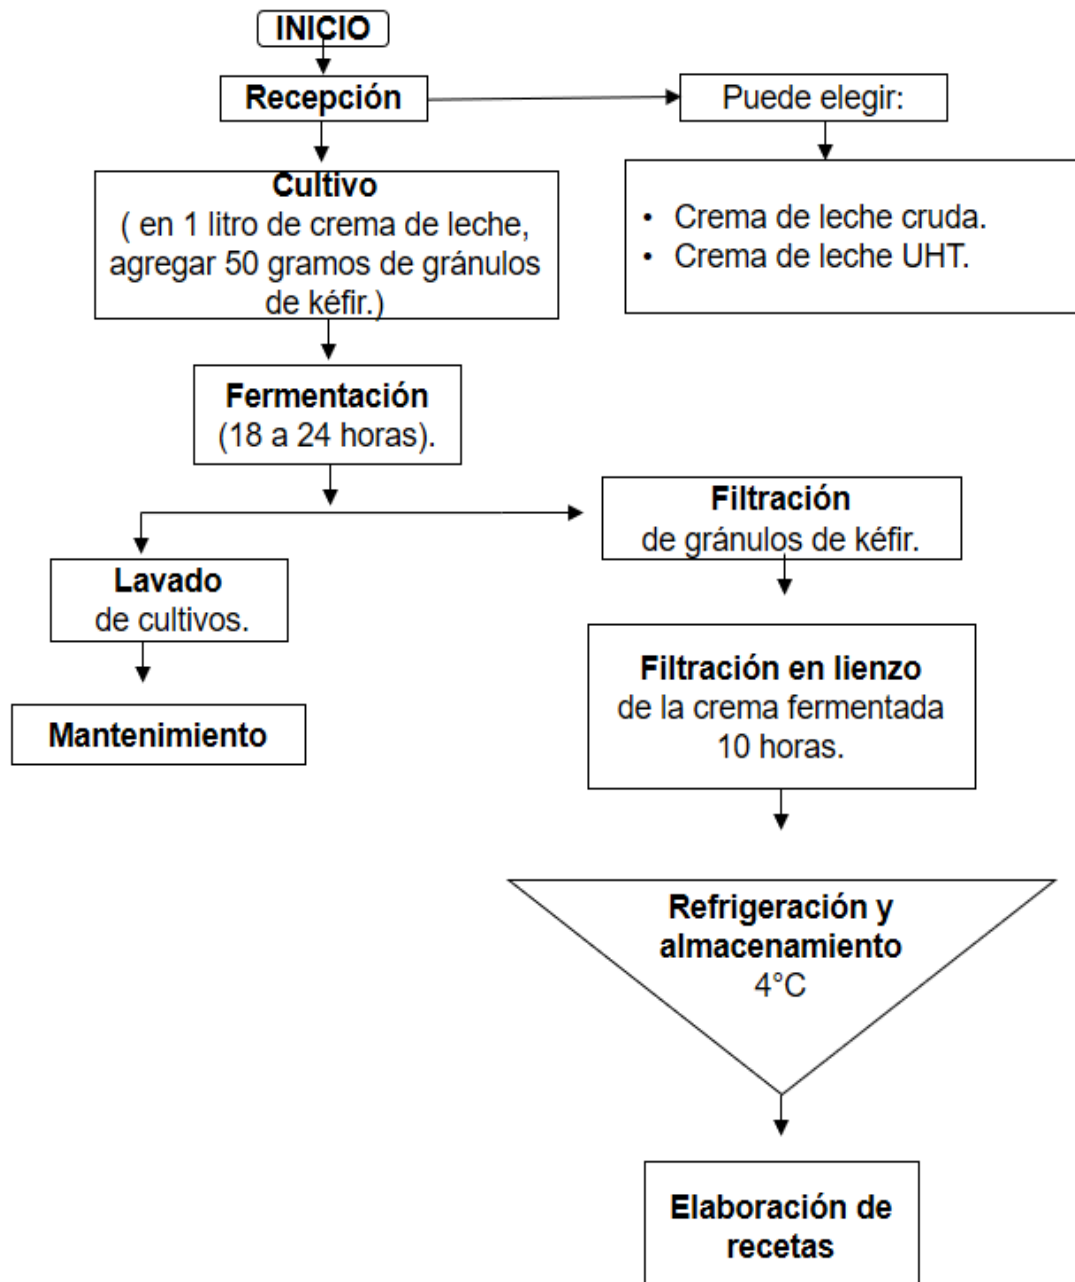 INICIO
Recepción
Puede elegir:
Cultivo
( en 1 litro de crema de leche,
agregar 50 gramos de gránulos
de kéfir.)
• Crema de leche cruda.
• Crema de leche UHT.
Fermentación
(18 a 24 horas).
Filtración
de gránulos de kéfir.
Lavado
de cultivos.
Mantenimiento
Filtración en lienzo
de la crema fermentada
10 horas.
Refrigeración y
almacenamiento
4°C
Elaboración de
recetas